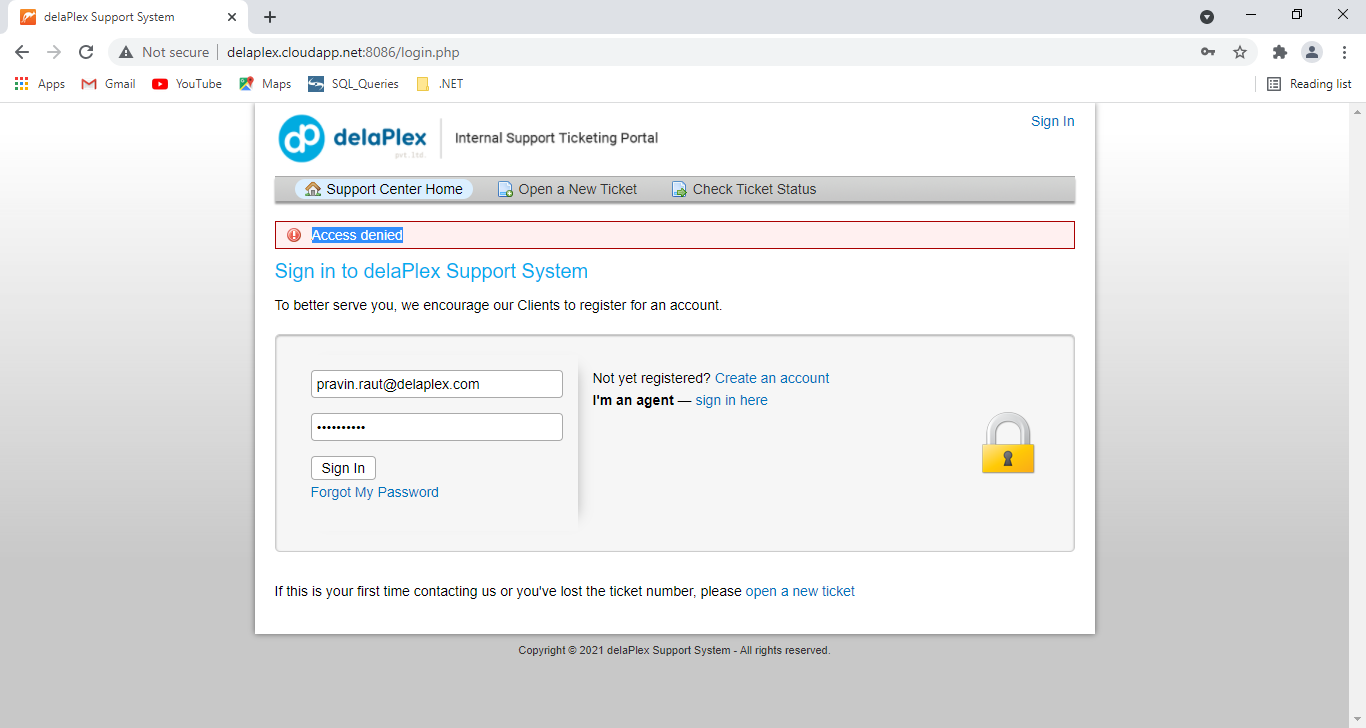 delaPlex Support System
Not secure
delaplex.cloudapp.net:8086/login.php
Apps
Gmail
YouTube
Maps
SQL_Queries
.NET
Reading list
Sign In
dp delaPlex
pvt.ltd.
Internal Support Ticketing Portal
Support Center Home
Open a New Ticket
Check Ticket Status
Access denied
Sign in to delaPlex Support System
To better serve you, we encourage our Clients to register for an account.
pravin.raut@delaplex.com
••••••••••
Sign In
Forgot My Password
Not yet registered? Create an account
I'm an agent — sign in here
If this is your first time contacting us or you've lost the ticket number, please open a new ticket
Copyright © 2021 delaPlex Support System - All rights reserved.